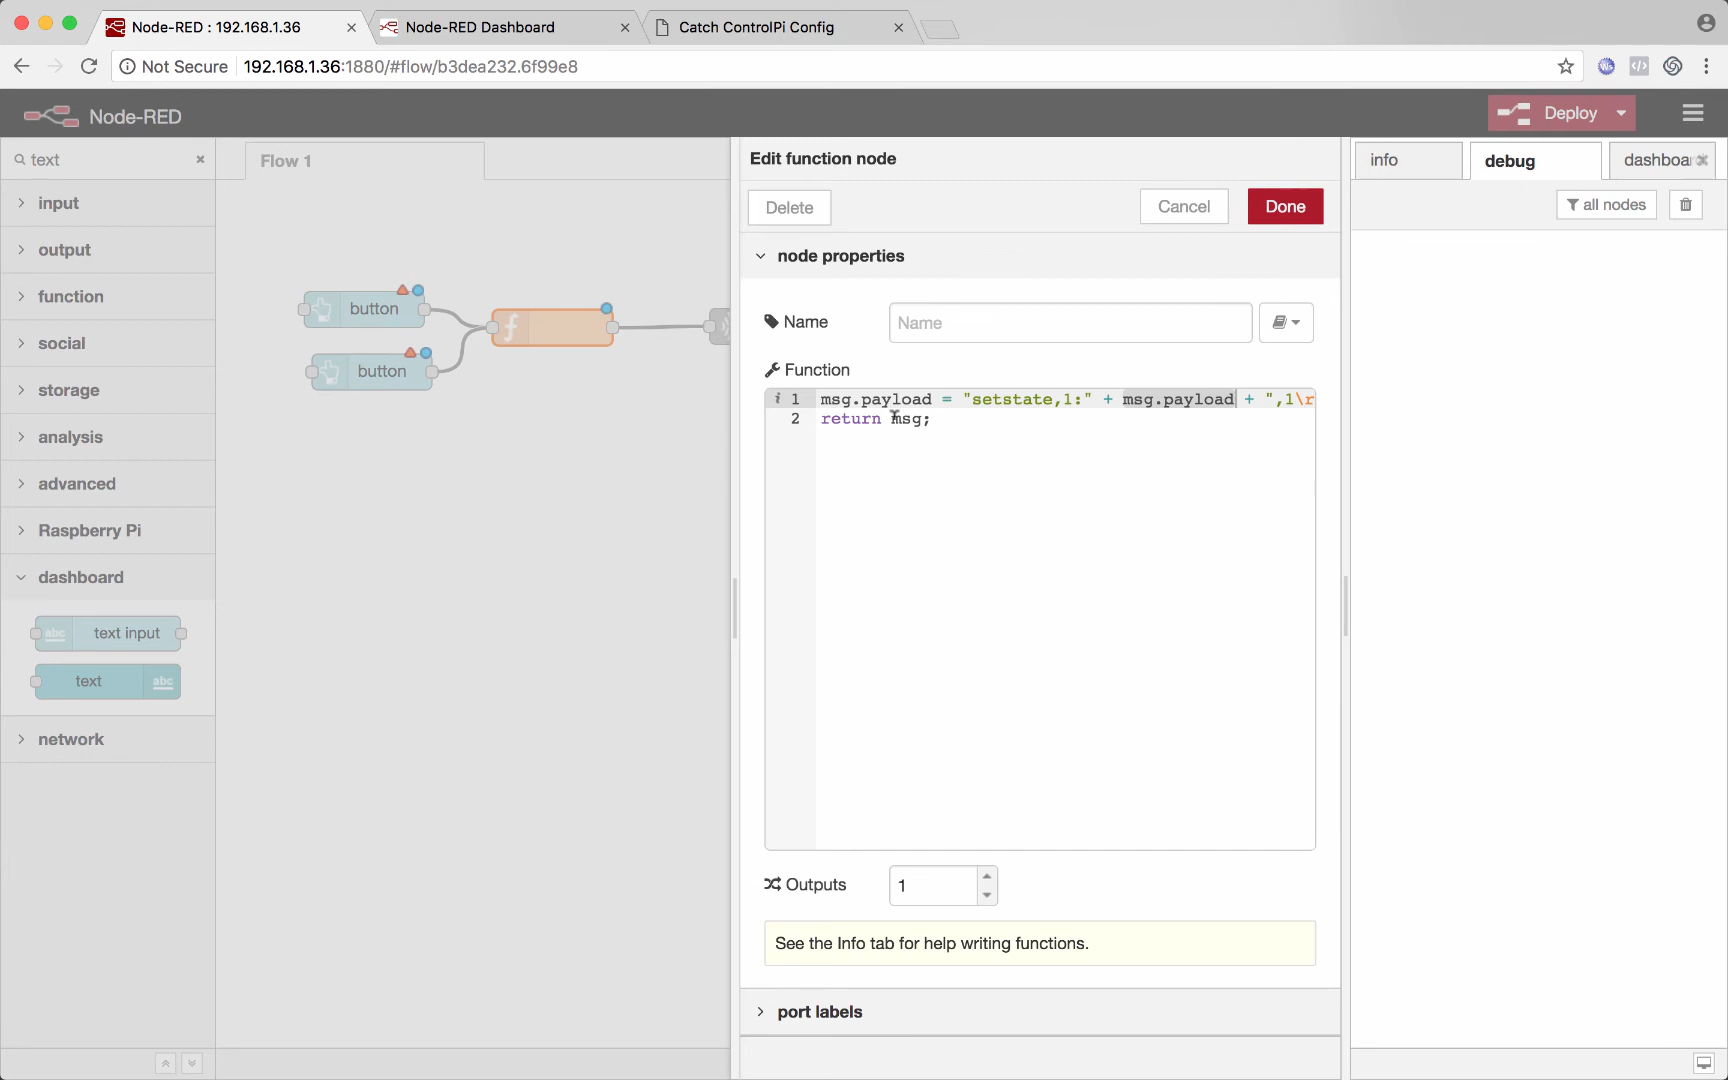 Node-RED : 192.168.1.36
Node-RED Dashboard
Catch ControlPi Config
Not Secure
192.168.1.36:1880/#flow/b3dea232.6f99e8
Node-RED
Deploy
text
Flow 1
Edit function node
info
debug
dashboa
Delete
Cancel
Done
all nodes
input
output
function
social
storage
analysis
advanced
Raspberry Pi
dashboard
abc text input
text abc
network
button
button
node properties
Name
Name
Function
i 1 msg.payload = "setstate,1:" + msg.payload + ",1\r
2 return msg;
Outputs
1
See the Info tab for help writing functions.
port labels